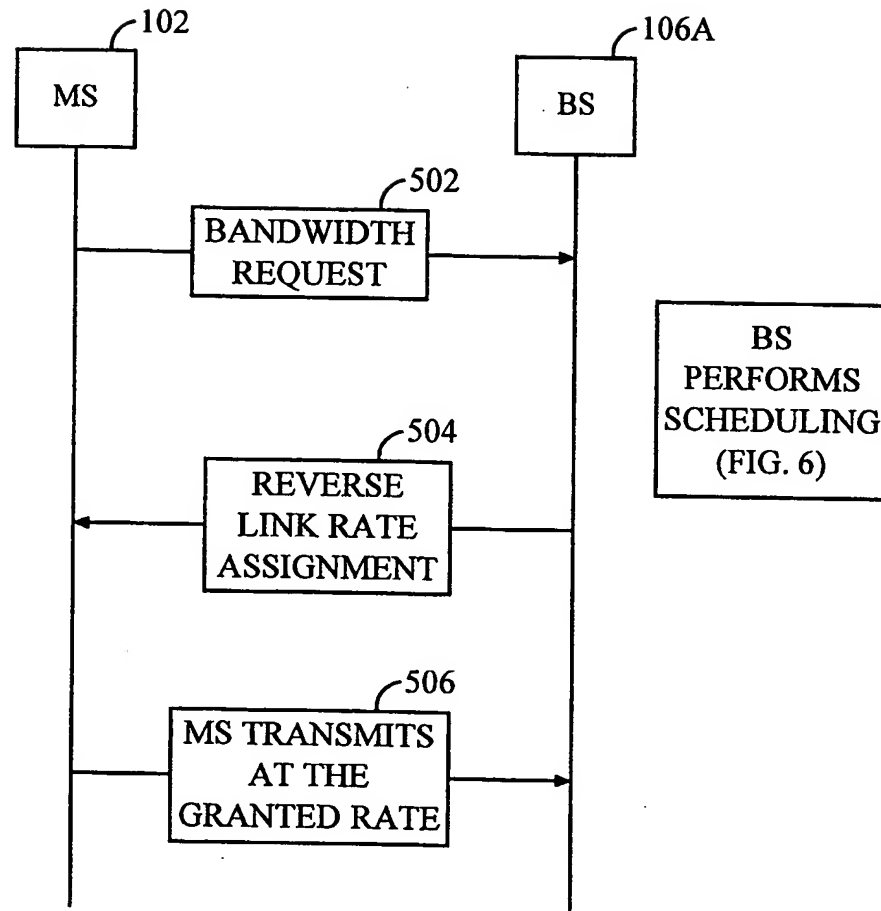 102
106A
MS
BS
502
BANDWIDTH
REQUEST
BS
PERFORMS
SCHEDULING
(FIG. 6)
504
REVERSE
LINK RATE
ASSIGNMENT
506
MS TRANSMITS
AT THE
GRANTED RATE